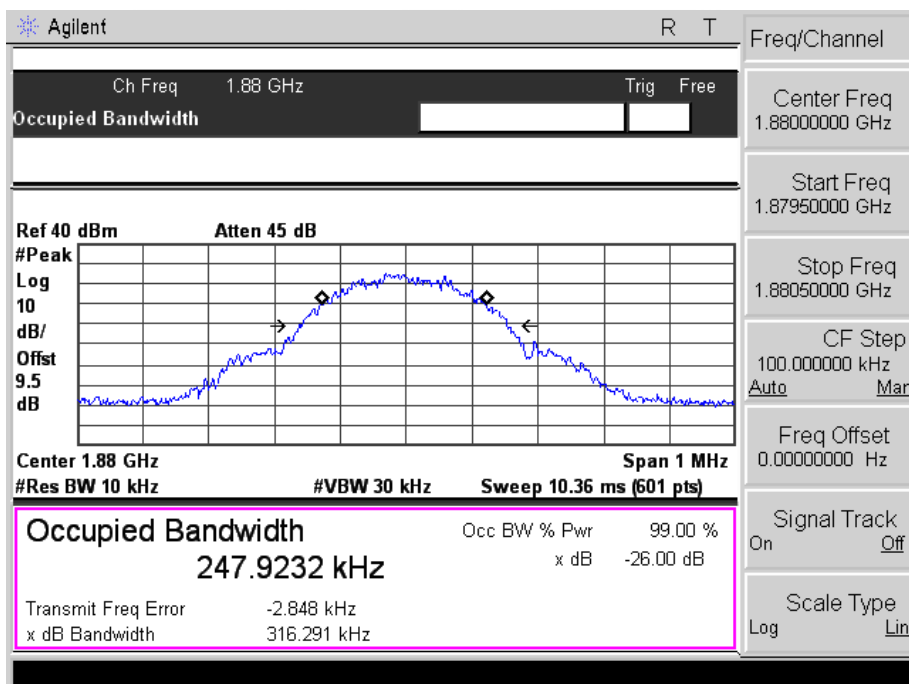 Agilent R T
Ch Freq 1.88 GHz Trig Free
Occupied Bandwidth
Ref 40 dBm Atten 45 dB
#Peak
Log
10
dB/
Offst
9.5
dB
Center 1.88 GHz Span 1 MHz
#Res BW 10 kHz #VBW 30 kHz Sweep 10.36 ms (601 pts)
Occupied Bandwidth
247.9232 kHz
Occ BW % Pwr 99.00 %
x dB -26.00 dB
Transmit Freq Error -2.848 kHz
x dB Bandwidth 316.291 kHz
Freq/Channel
Center Freq
1.88000000 GHz
Start Freq
1.87950000 GHz
Stop Freq
1.88050000 GHz
CF Step
100.000000 kHz
Auto Man
Freq Offset
0.00000000 Hz
Signal Track
On Off
Scale Type
Log Lin